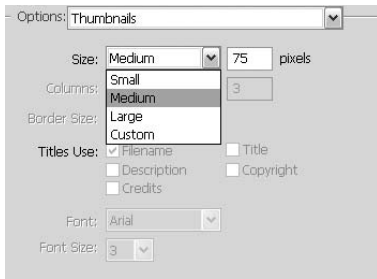 Options: Thumbnails
Size: Medium 75 pixels
Small
Columns: 3
Medium
Border Size: Large
Custom
Titles Use: Filename Title
Description Copyright
Credits
Font: Arial
Font Size: 3